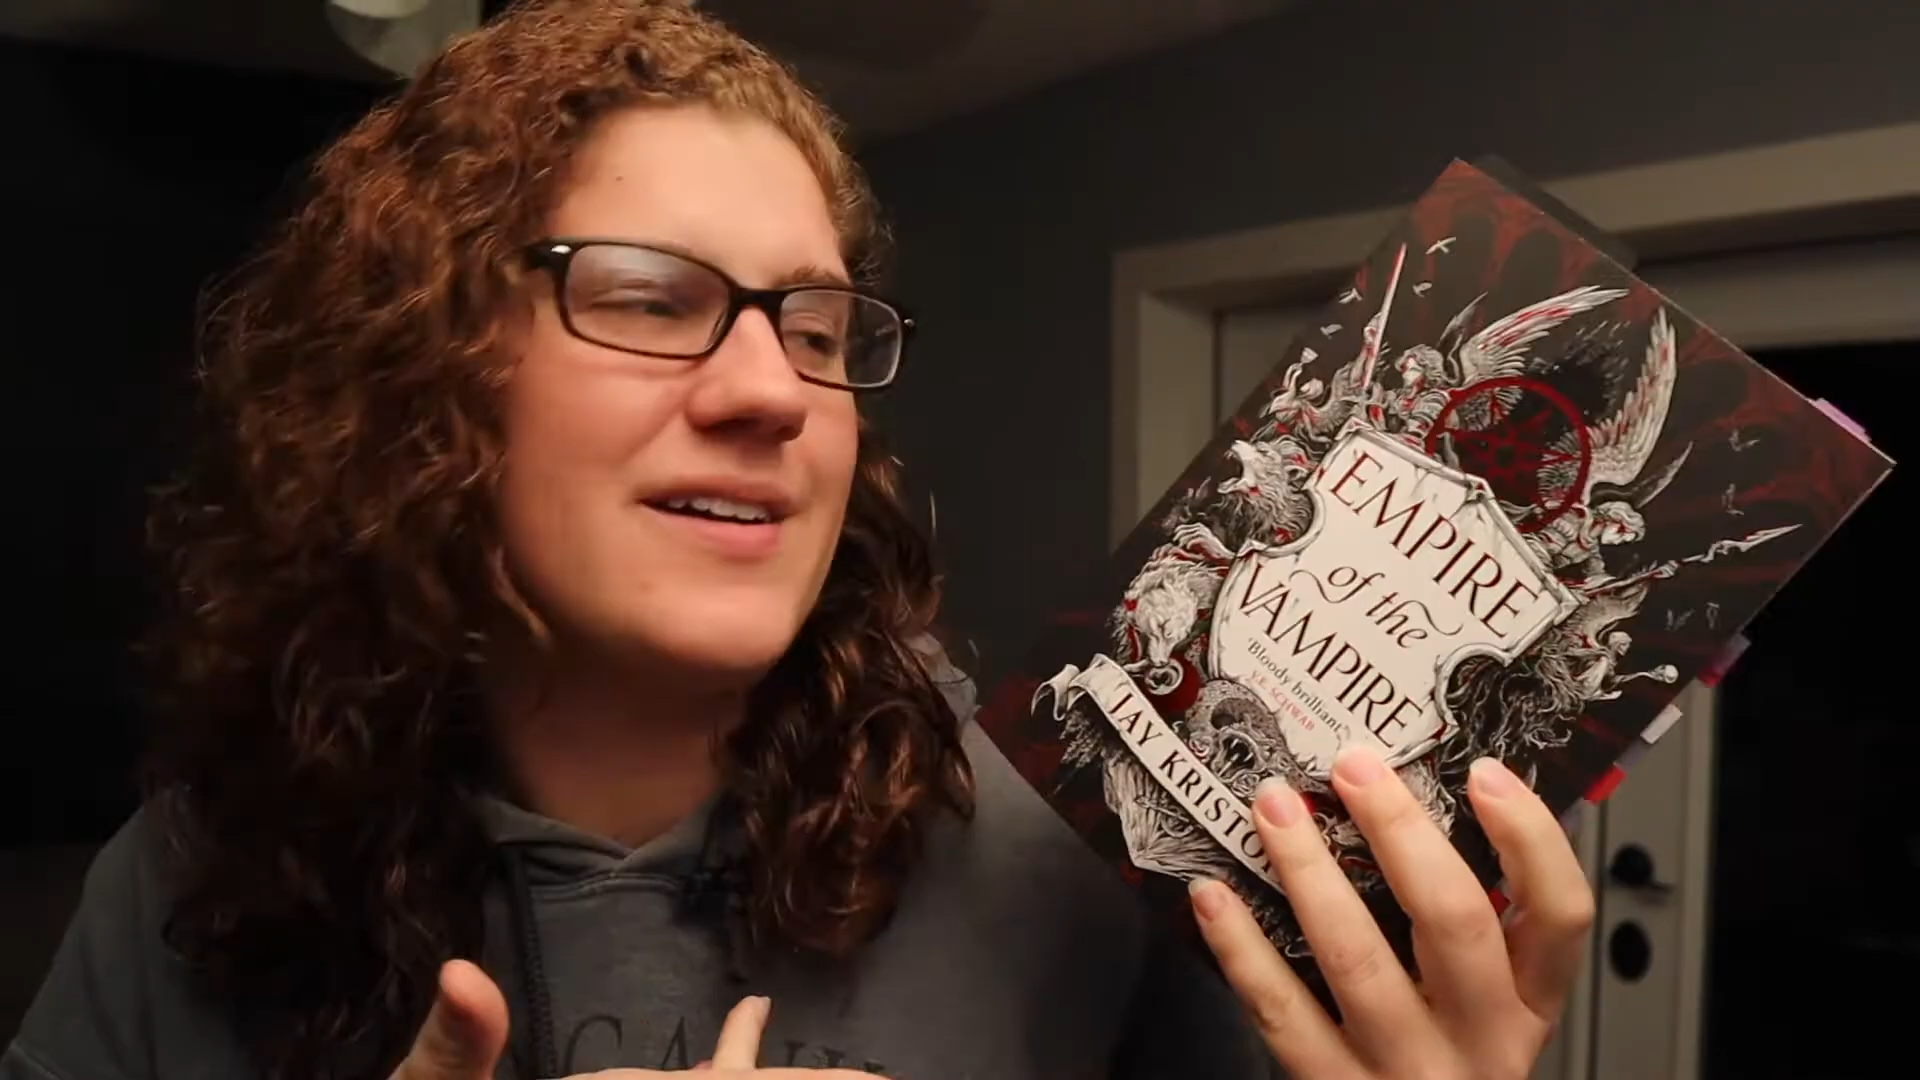 EMPIRE
of the
VAMPIRE
'Bloody brilliant'
V.E. SCHWAB
JAY KRISTO